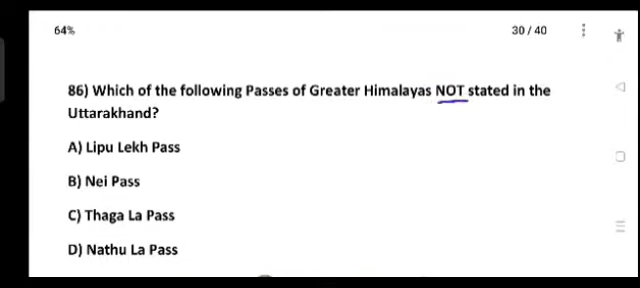 64%
30 / 40
86) Which of the following Passes of Greater Himalayas NOT stated in the
Uttarakhand?
A) Lipu Lekh Pass
B) Nei Pass
C) Thaga La Pass
D) Nathu La Pass